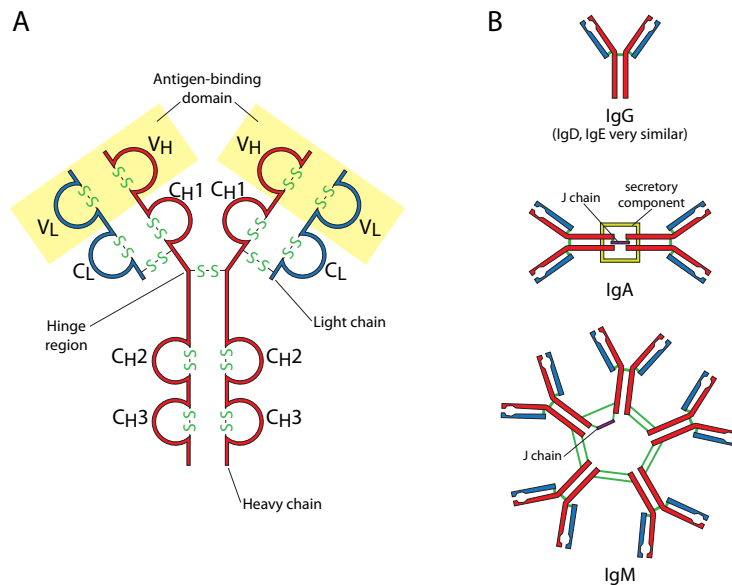 A
Antigen-binding
domain
VH
VH
CH1
CH1
VL
VL
S-S
S-S
S-S
S-S
S-S
S-S
S-S
S-S
S-S
CL
CL
Hinge
region
Light chain
CH2
S-S
S-S
CH2
CH3
S-S
S-S
CH3
Heavy chain
B
IgG
(IgD, IgE very similar)
J chain
secretory
component
IgA
J chain
IgM